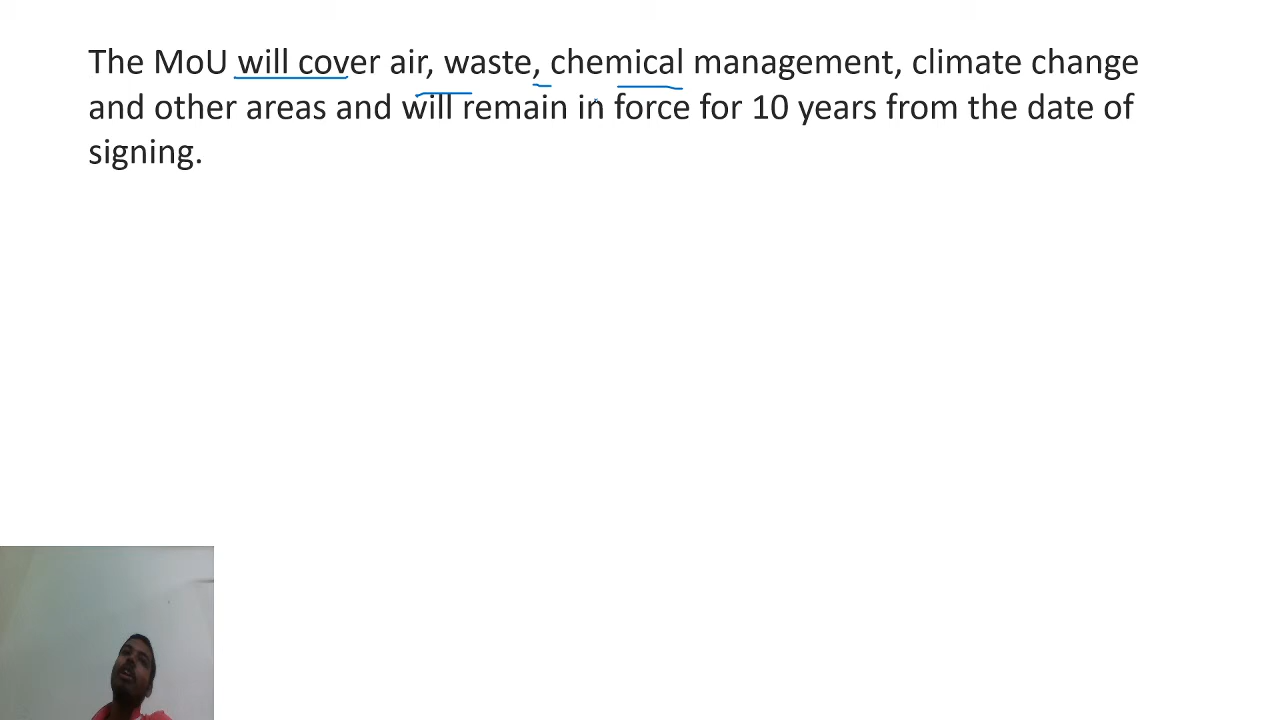 The MoU will cover air, waste, chemical management, climate change
and other areas and will remain in force for 10 years from the date of
signing.